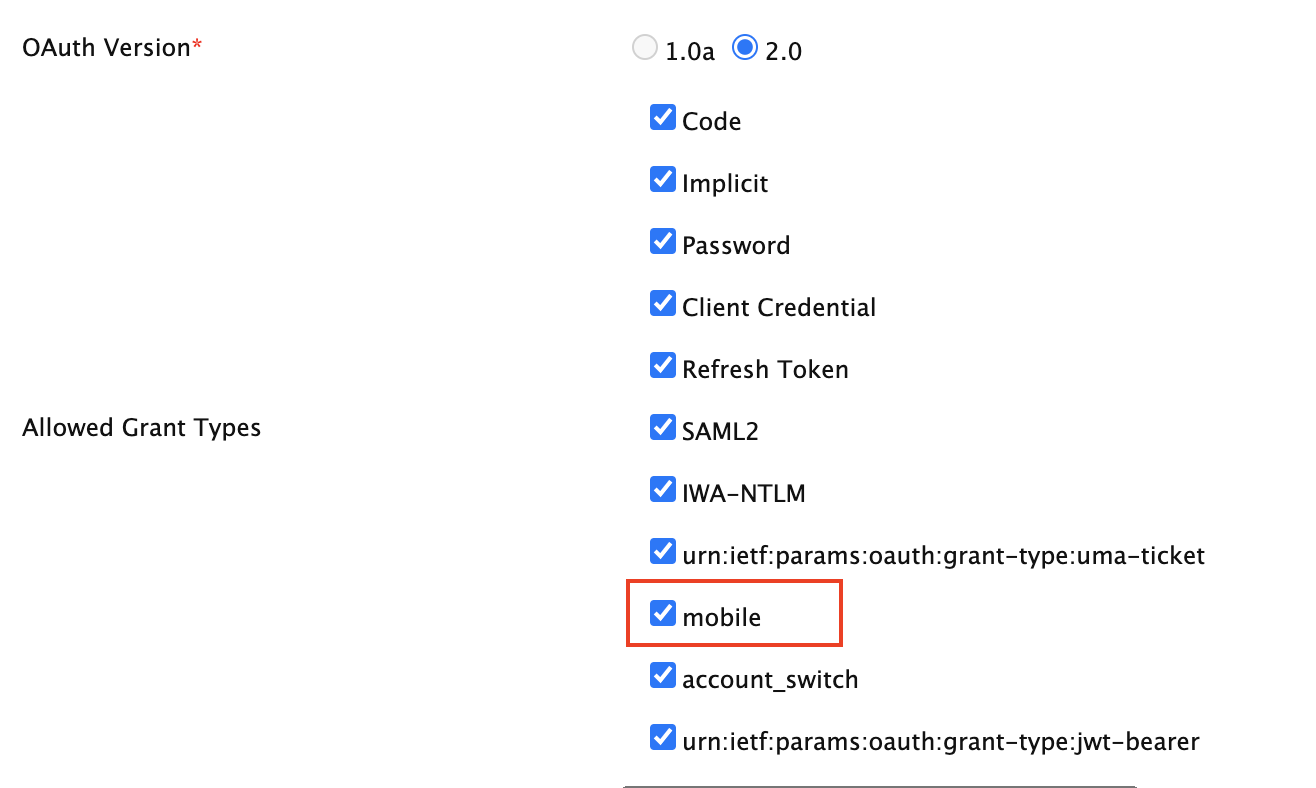 OAuth Version*
1.0a 2.0
Code
Implicit
Password
Client Credential
Refresh Token
Allowed Grant Types
SAML2
IWA-NTLM
urn:ietf:params:oauth:grant-type:uma-ticket
mobile
account_switch
urn:ietf:params:oauth:grant-type:jwt-bearer